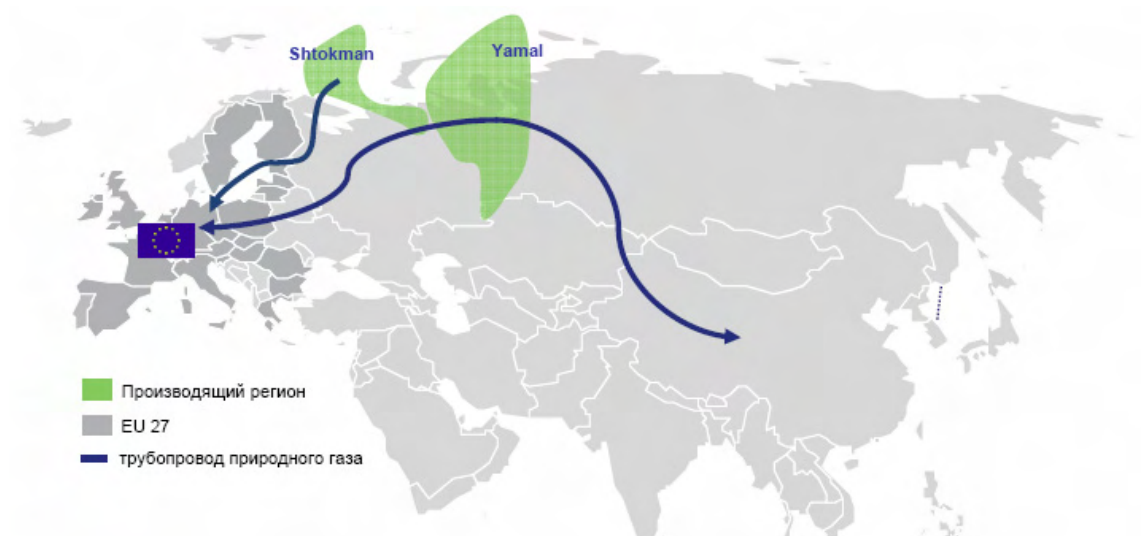 Shtokman
Yamal
Производящий регион
EU 27
трубопровод природного газа